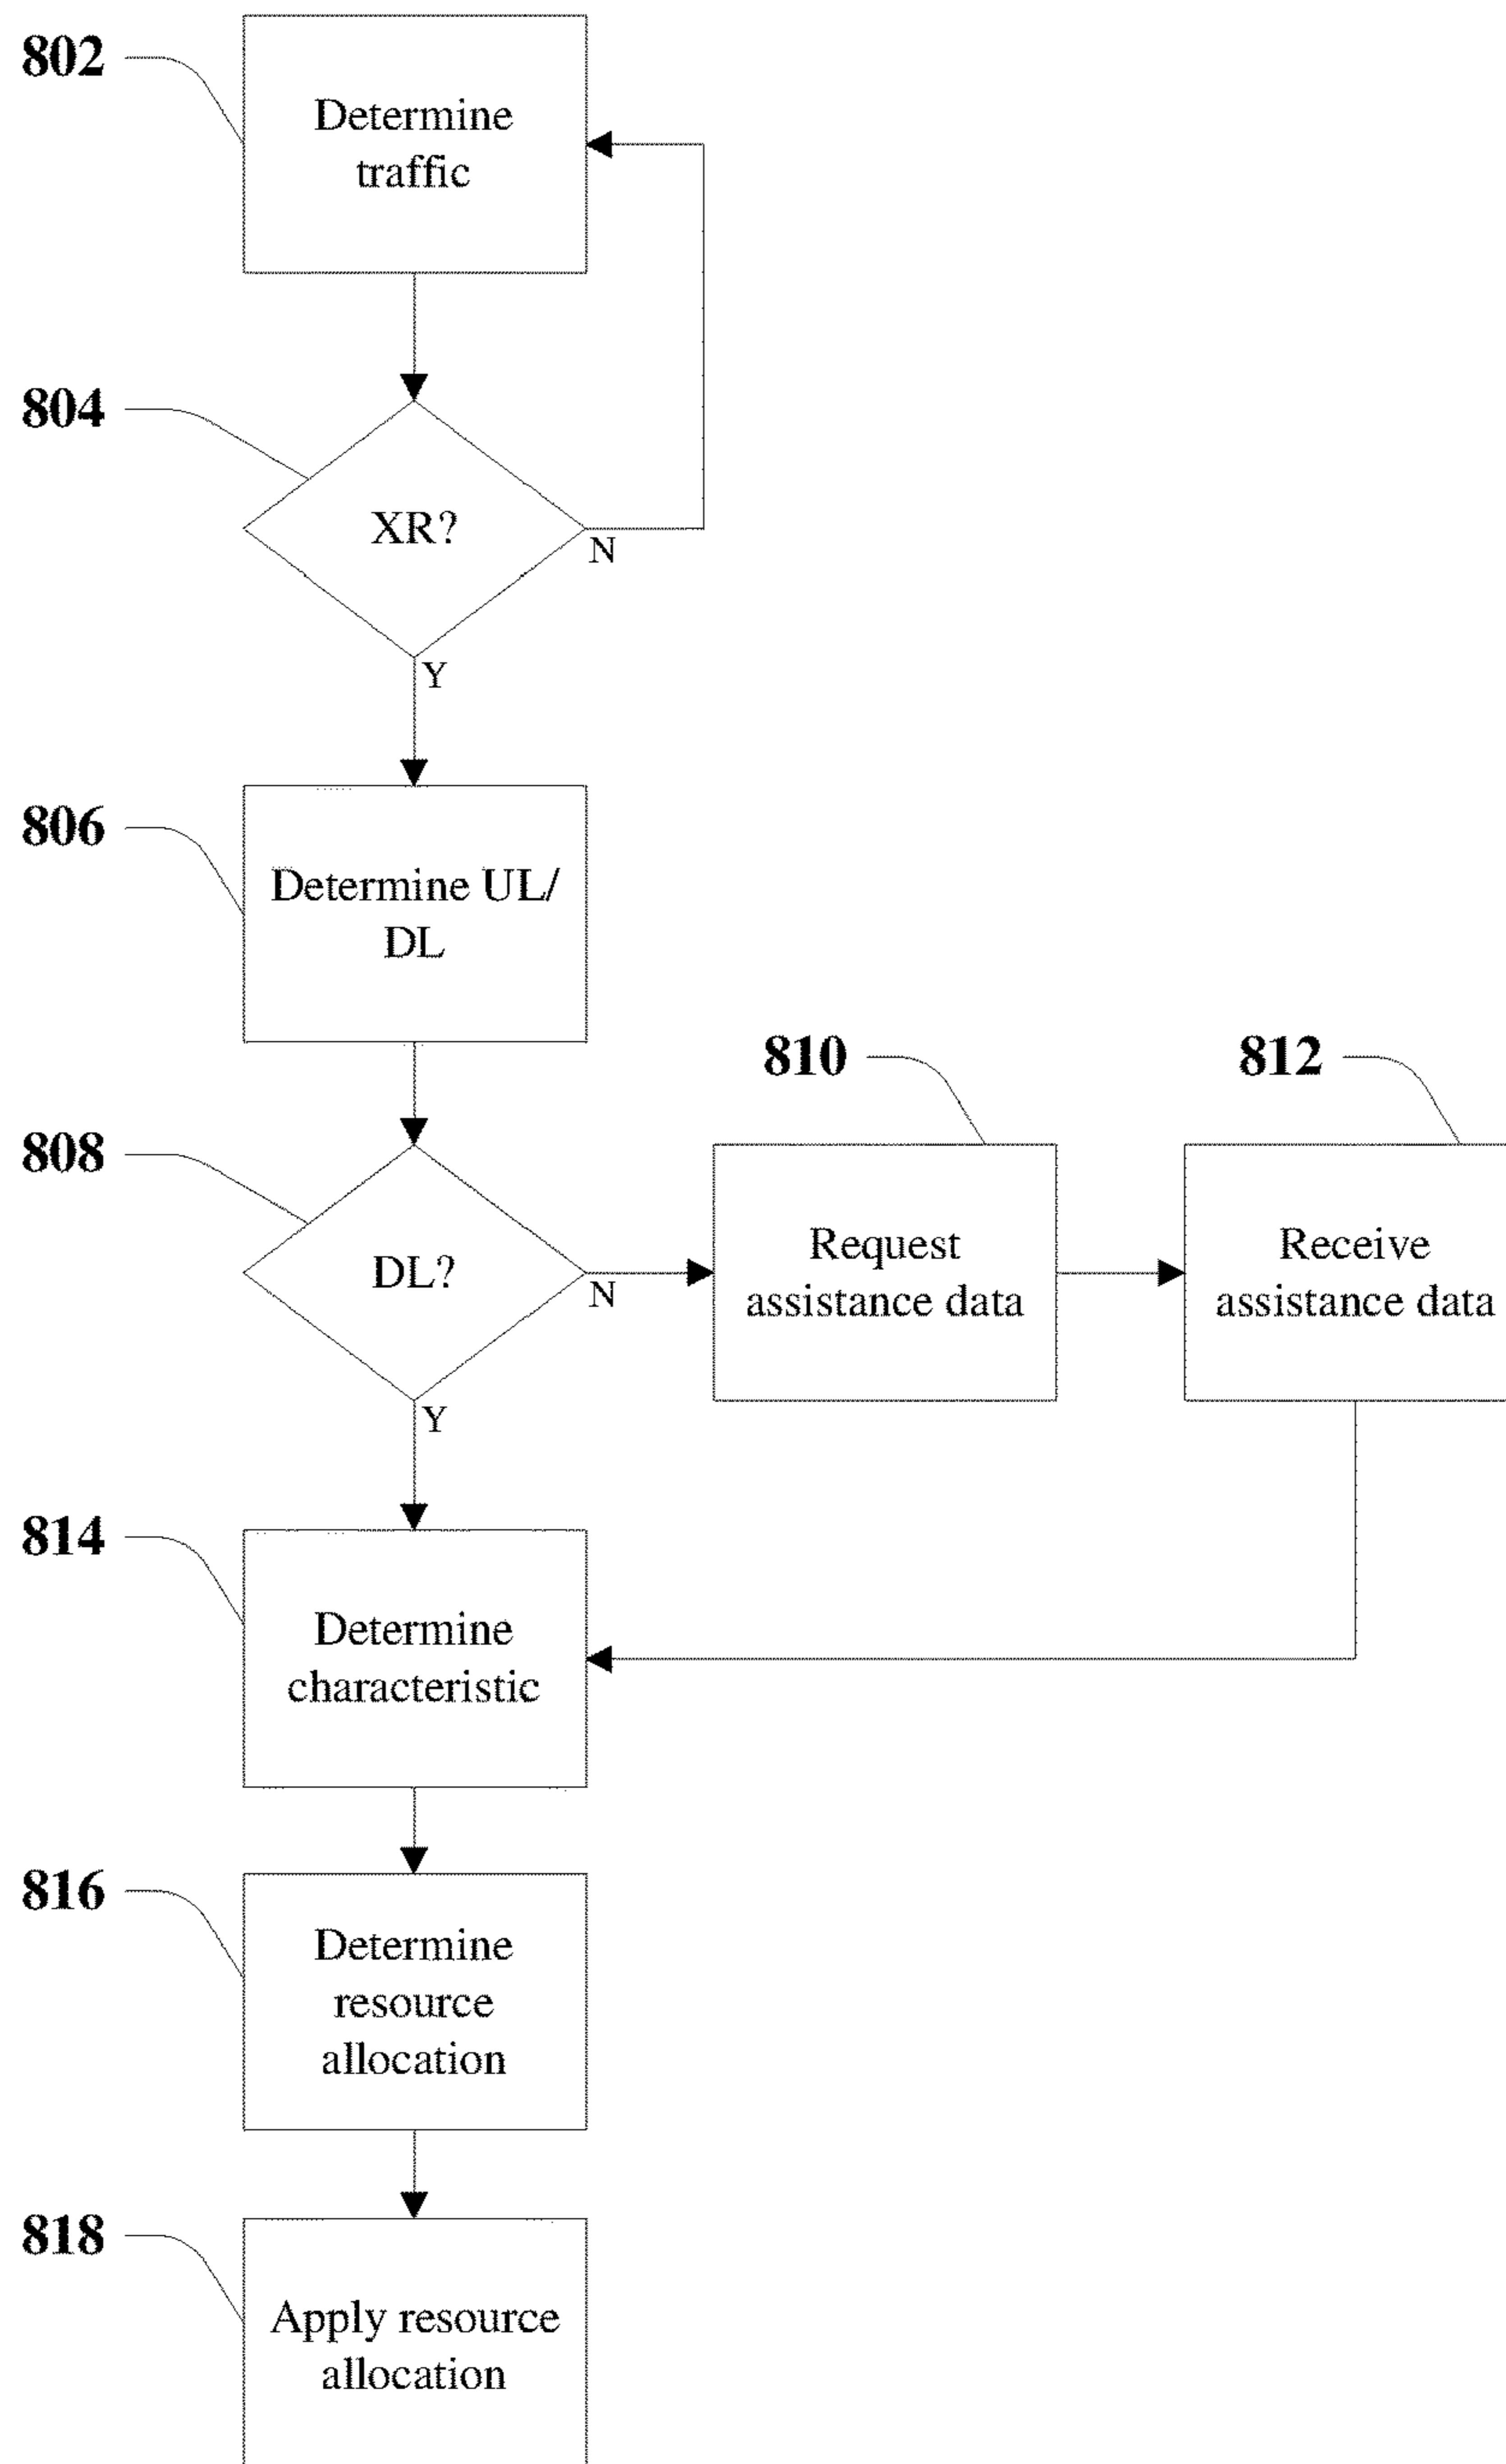 802
Determine
traffic
804
XR?
N
Y
806
Determine UL/
DL
808
DL?
N
Y
810
Request
assistance data
812
Receive
assistance data
814
Determine
characteristic
816
Determine
resource
allocation
818
Apply resource
allocation